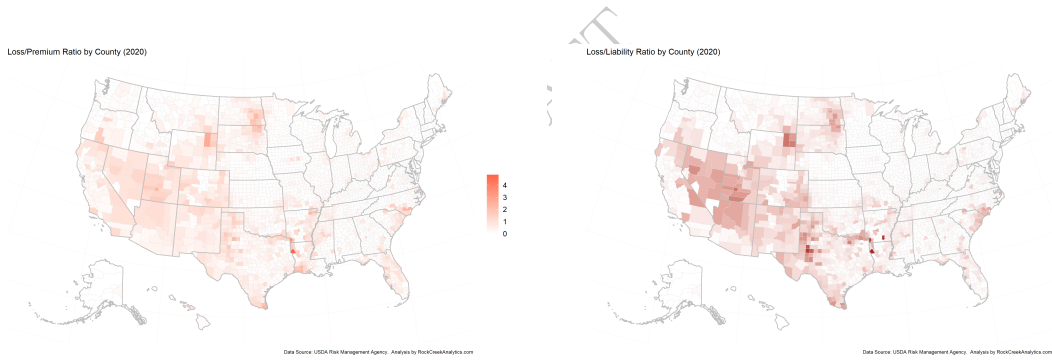 Loss/Premium Ratio by County (2020)
4
3
2
1
0
Data Source: USDA Risk Management Agency. Analysis by RockCreekAnalytics.com
T
Loss/Liability Ratio by County (2020)
Data Source: USDA Risk Management Agency. Analysis by RockCreekAnalytics.com